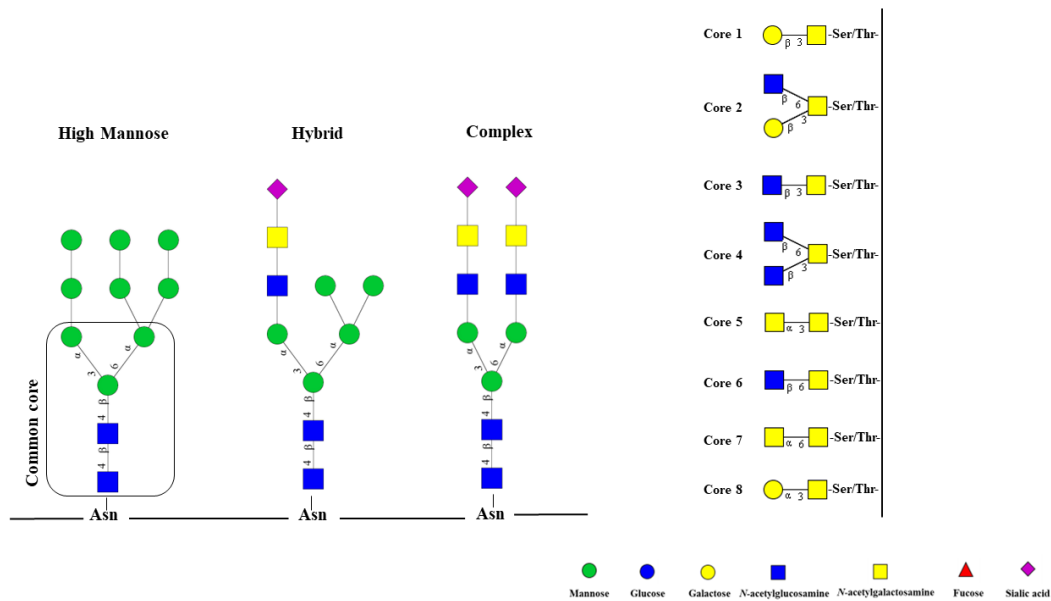 High Mannose
Hybrid
Complex
Common core
α
3
α
6
β
4
β
4
α
3
α
6
β
4
β
4
α
3
α
6
β
4
β
4
Asn
Asn
Asn
Core 1
β 3
-Ser/Thr-
Core 2
β 6
β 3
-Ser/Thr-
Core 3
β 3
-Ser/Thr-
Core 4
β 6
β 3
-Ser/Thr-
Core 5
α 3
-Ser/Thr-
Core 6
β 6
-Ser/Thr-
Core 7
α 6
-Ser/Thr-
Core 8
α 3
-Ser/Thr-
Mannose
Glucose
Galactose
N-acetylglucosamine
N-acetylgalactosamine
Fucose
Sialic acid